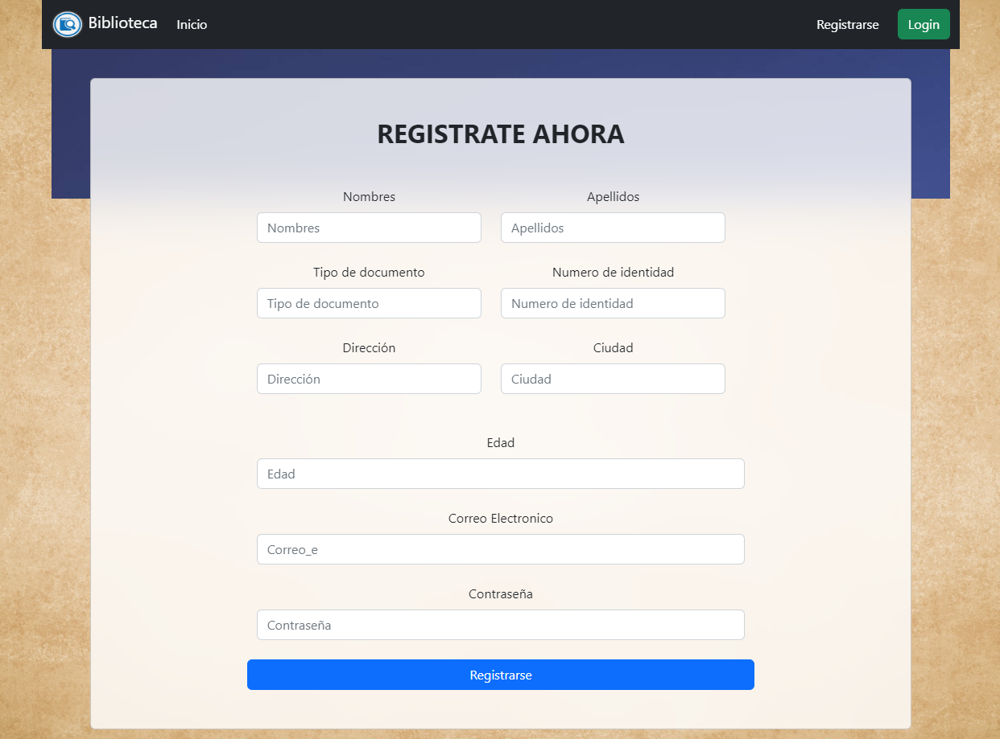 Biblioteca Inicio Registrarse Login
REGISTRATE AHORA
Nombres Apellidos
Nombres Apellidos
Tipo de documento Numero de identidad
Tipo de documento Numero de identidad
Dirección Ciudad
Dirección Ciudad
Edad
Edad
Correo Electronico
Correo_e
Contraseña
Contraseña
Registrarse